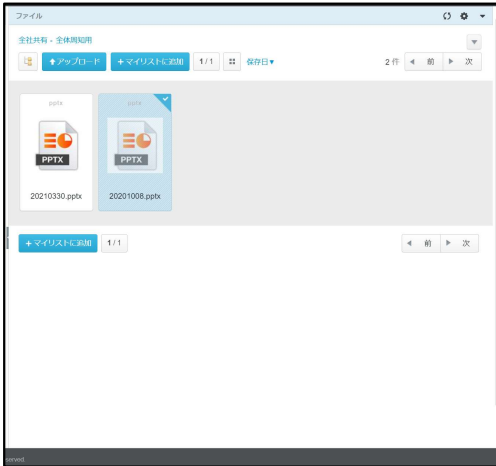 ファイル
全社共有 - 全体周知用
アップロード +マイリストに追加 1 / 1 保存日▼ 2 件 前 次
pptx pptx
PPTX PPTX
20210330.pptx 20201008.pptx
+マイリストに追加 1 / 1 前 次
served.